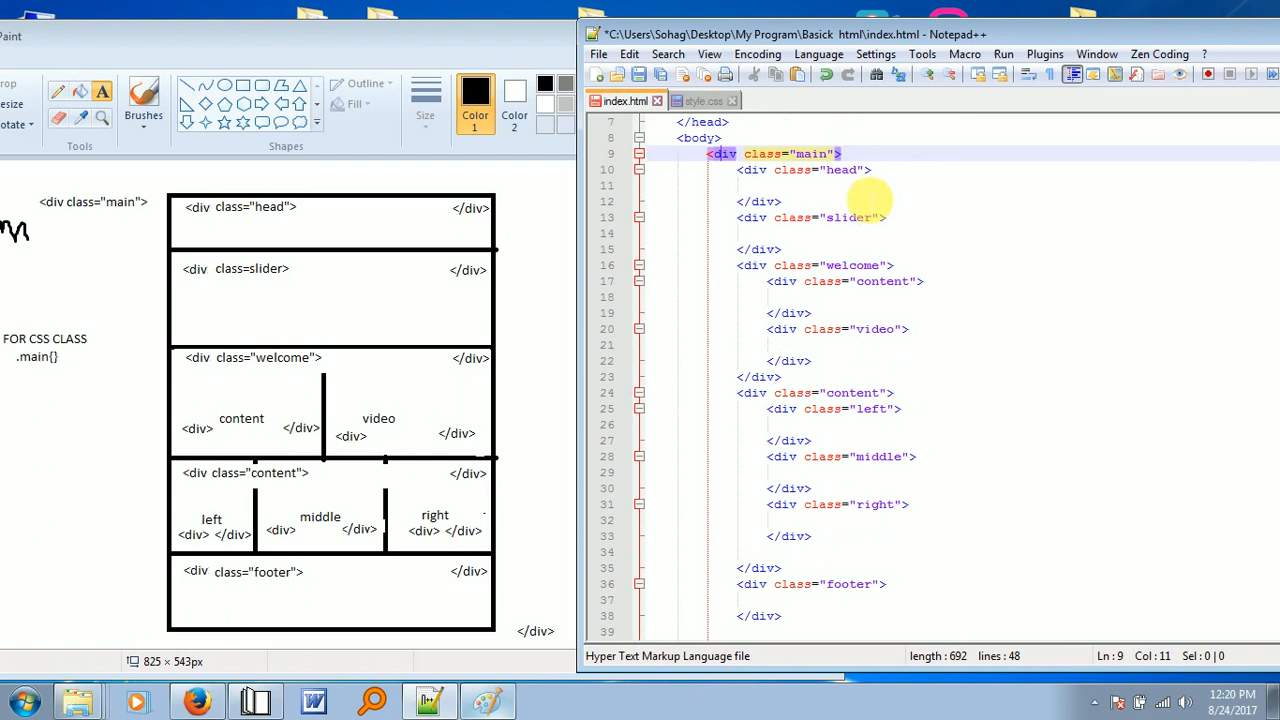 Paint
*C:\Users\Sohag\Desktop\My Program\Basick html\index.html - Notepad++
File Edit Search View Encoding Language Settings Tools Macro Run Plugins Window Zen Coding ?
Outline
Fill
Brushes
Size
Color 1
Color 2
Tools
Shapes
index.html
style.css
<div class="main">
<div class="head"> </div>
<div class=slider> </div>
FOR CSS CLASS
.main{}
<div class="welcome"> </div>
content
video
<div> </div>
<div> </div>
<div class="content"> </div>
left
<div> </div>
middle
<div> </div>
right
<div> </div>
<div class="footer"> </div>
</div>
825 × 543px
7 </head>
8 <body>
9 <div class="main">
10 <div class="head">
11
12 </div>
13 <div class="slider">
14
15 </div>
16 <div class="welcome">
17 <div class="content">
18
19 </div>
20 <div class="video">
21
22 </div>
23 </div>
24 <div class="content">
25 <div class="left">
26
27 </div>
28 <div class="middle">
29
30 </div>
31 <div class="right">
32
33 </div>
34
35 </div>
36 <div class="footer">
37
38 </div>
39
Hyper Text Markup Language file length : 692 lines : 48 Ln : 9 Col : 11 Sel : 0 | 0
12:20 PM
8/24/2017